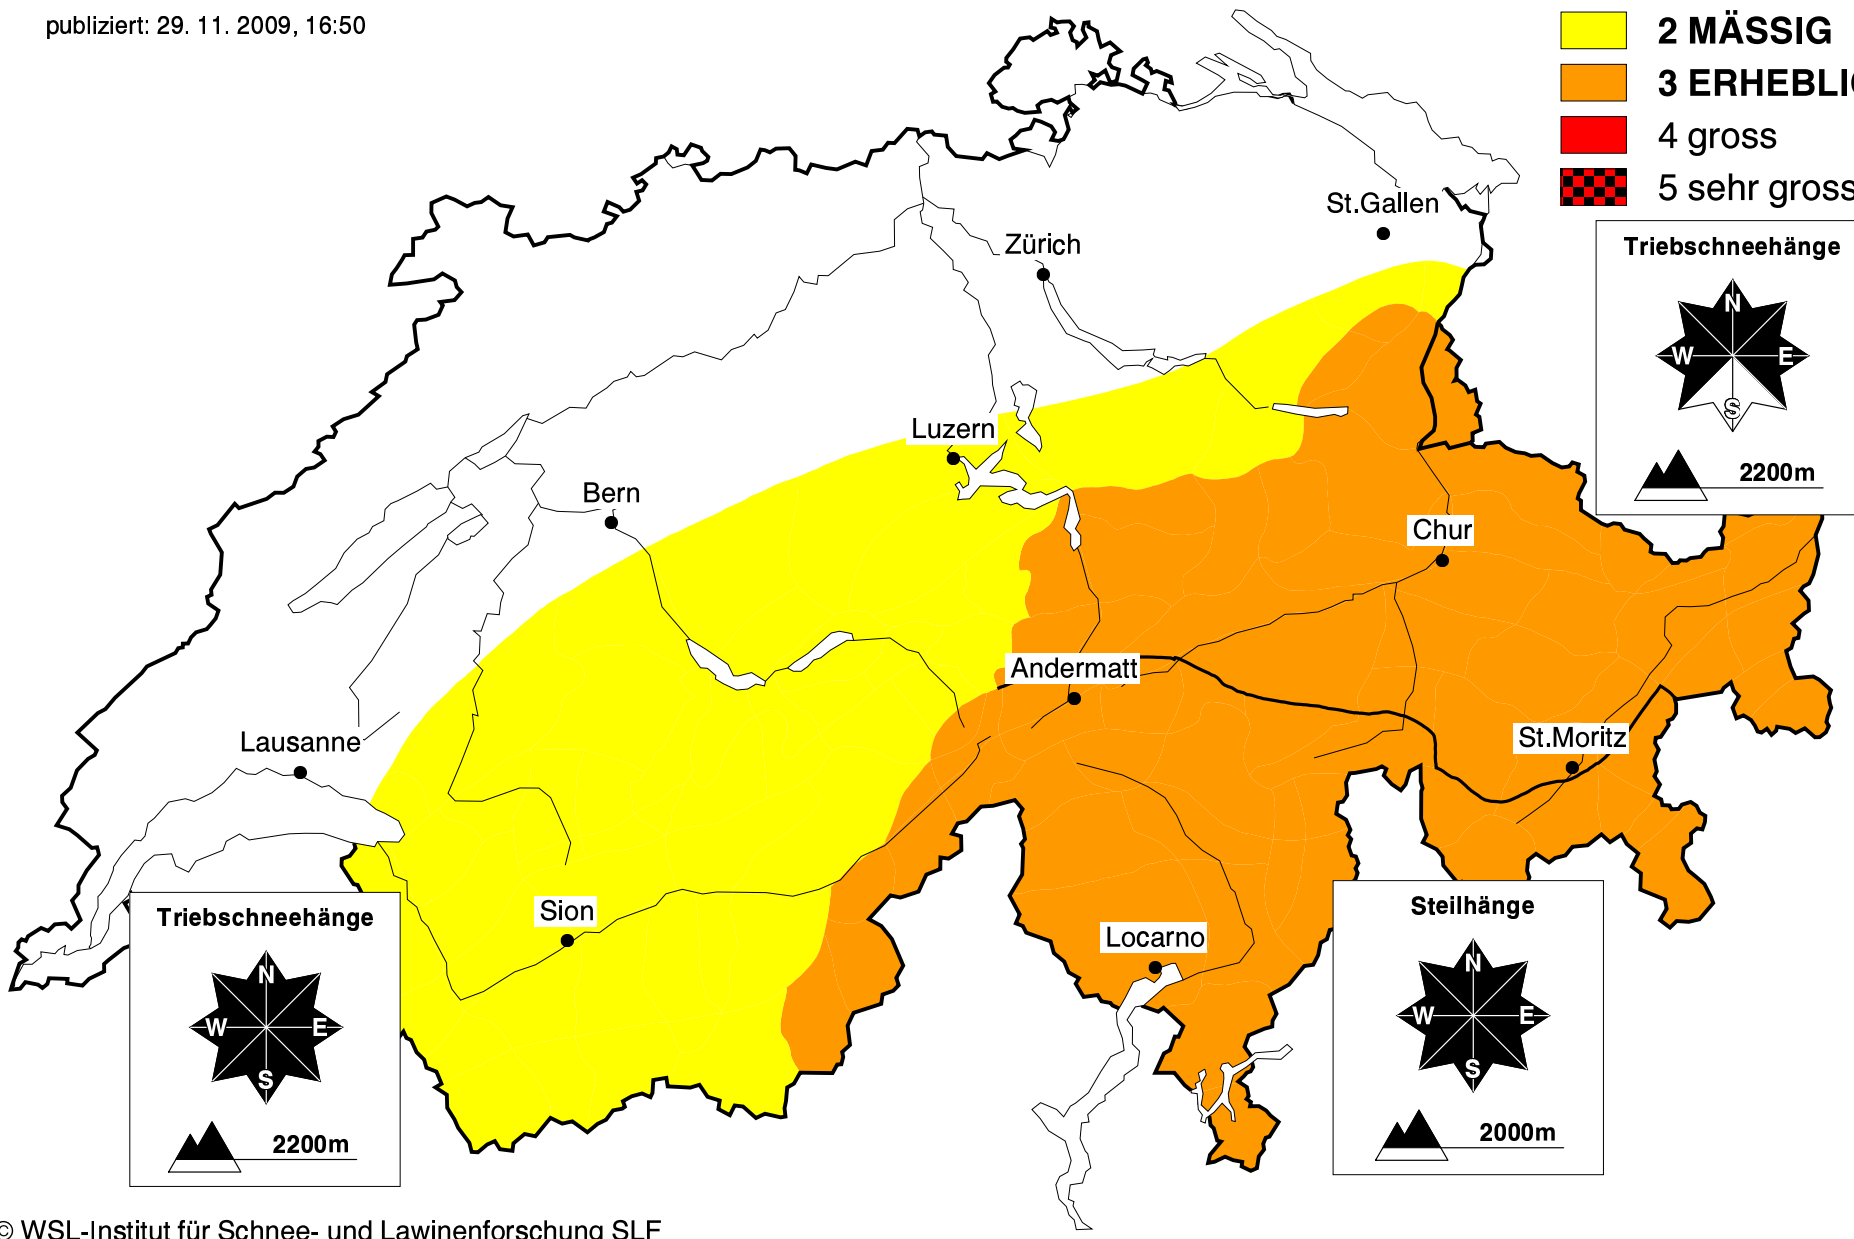 publiziert: 29. 11. 2009, 16:50
2 MÄSSIG
3 ERHEBLIC
4 gross
5 sehr gross
St.Gallen
Zürich
Triebschneehänge
N
W E
S
2200m
Luzern
Bern
Chur
Andermatt
Lausanne
St.Moritz
Sion
Locarno
Triebschneehänge
N
W E
S
2200m
Steilhänge
N
W E
S
2000m
© WSL-Institut für Schnee- und Lawinenforschung SLF